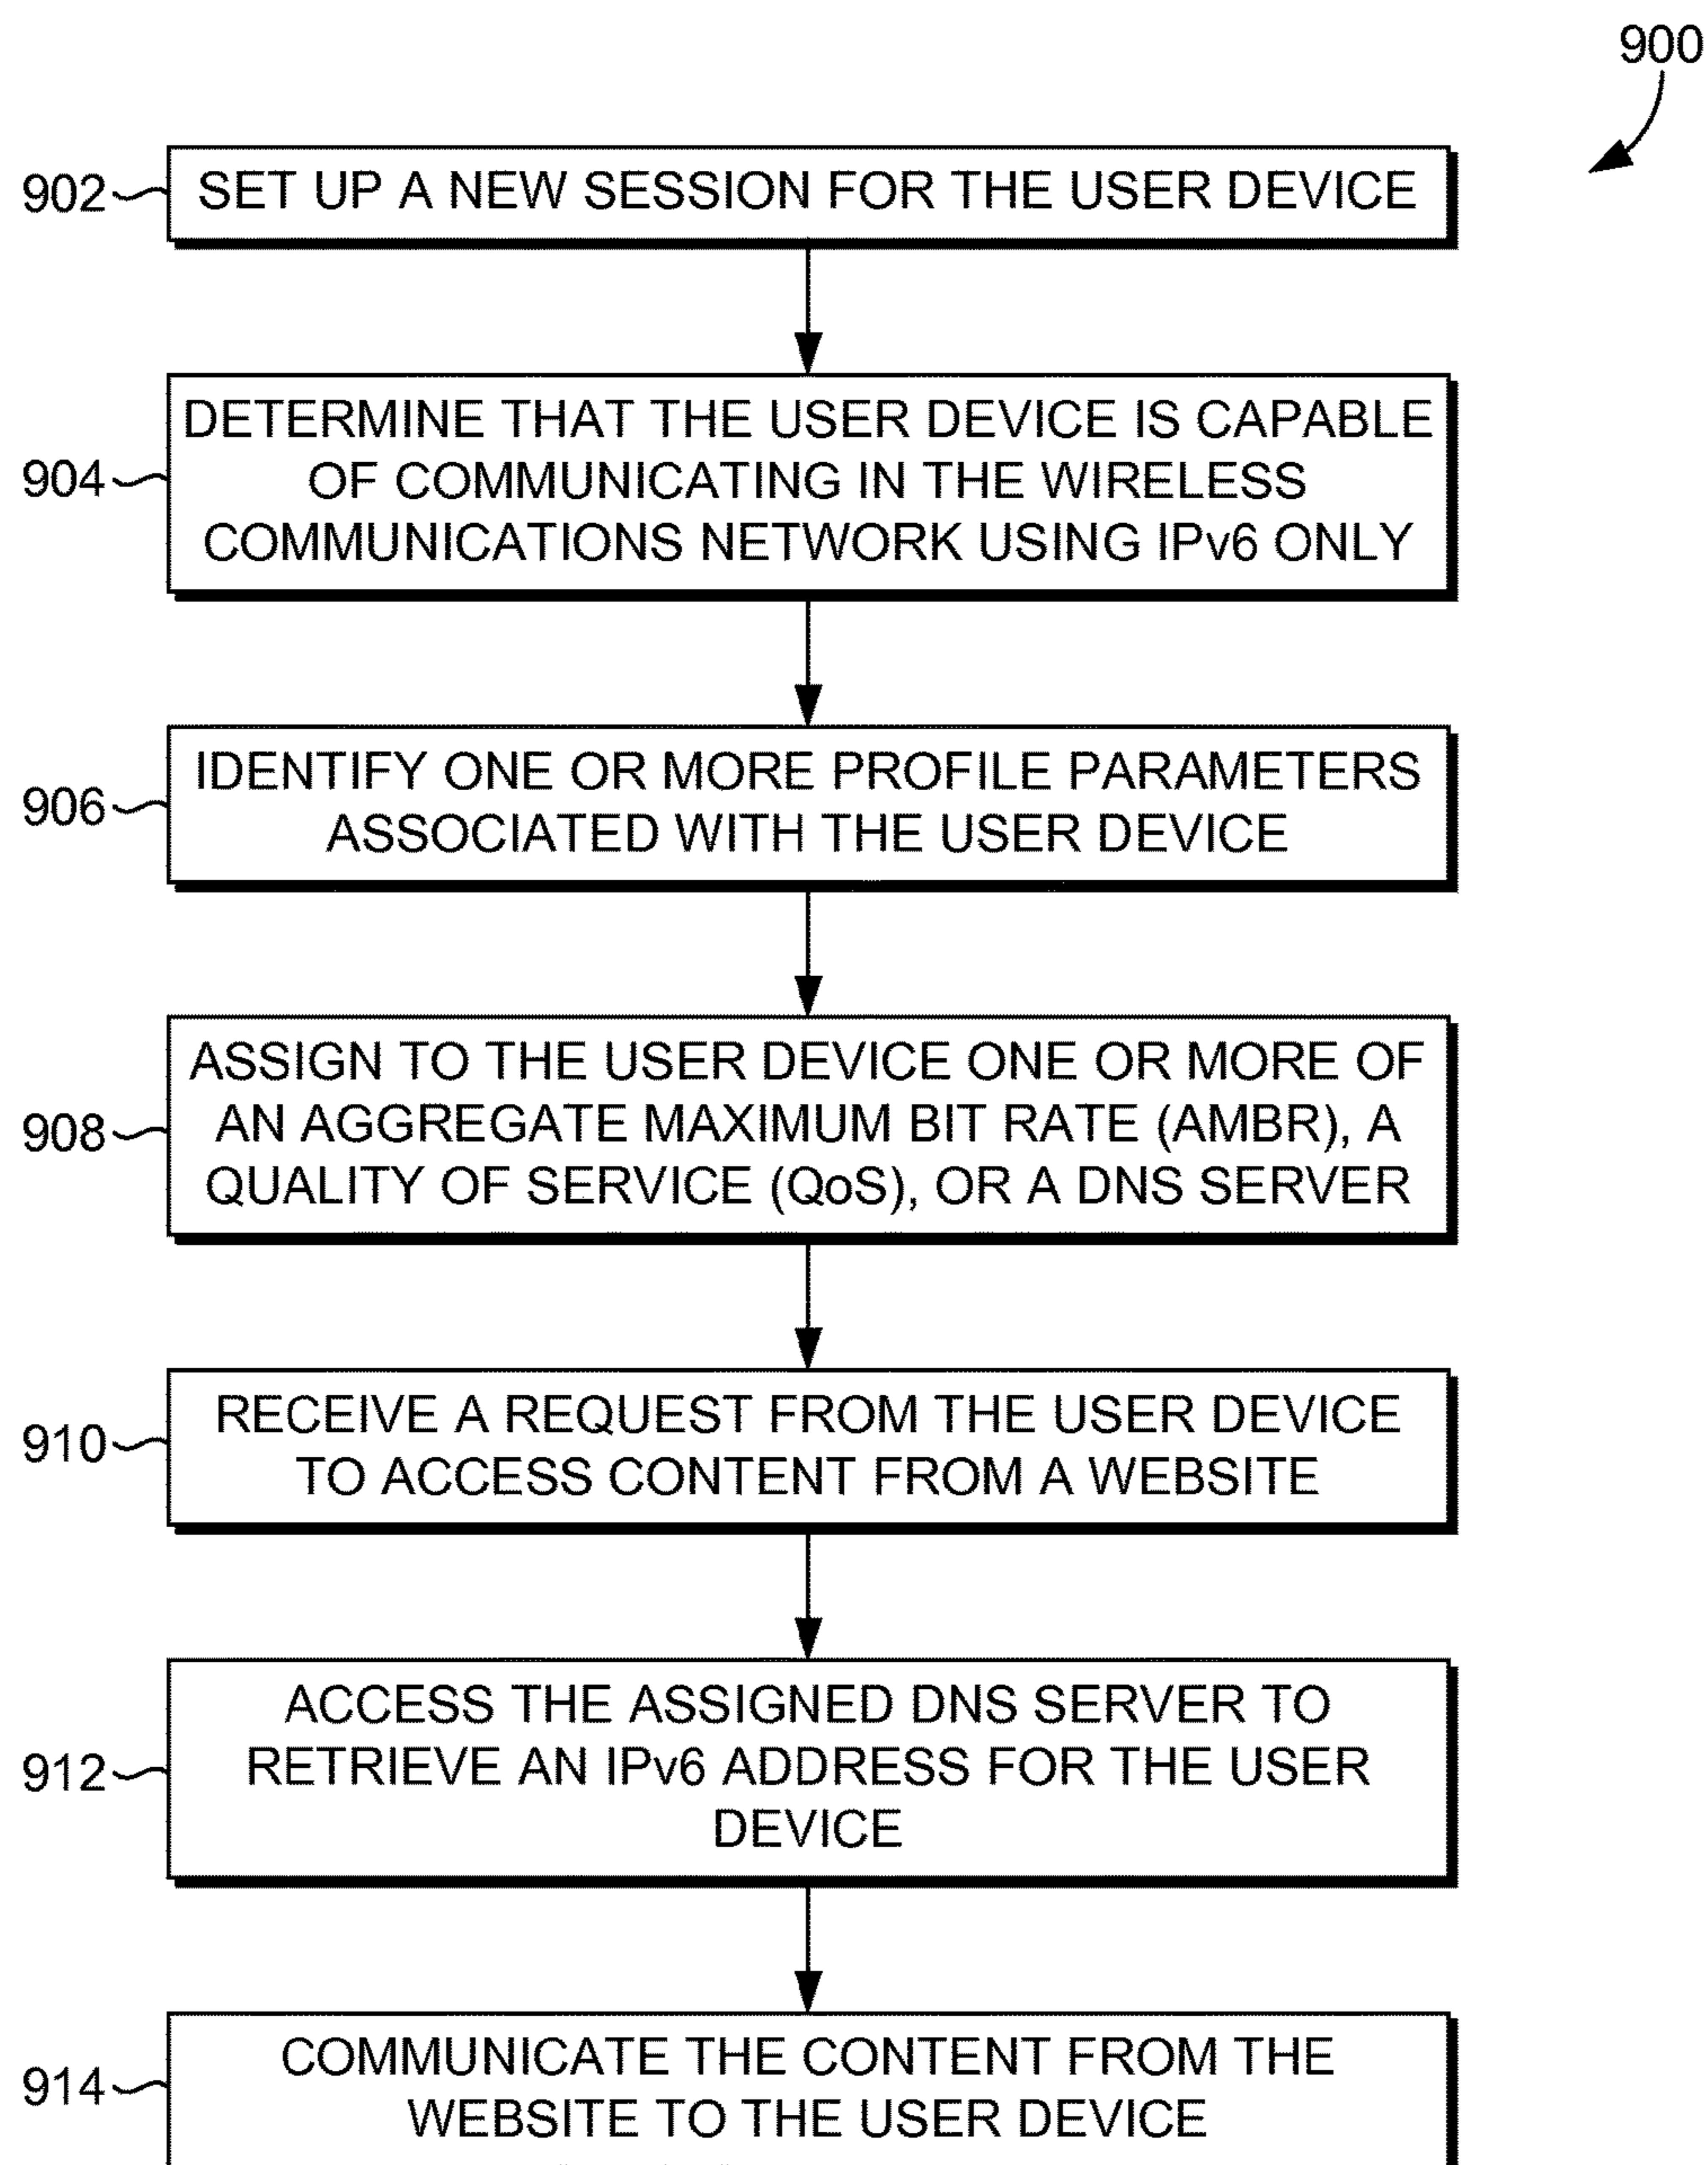 900
902
SET UP A NEW SESSION FOR THE USER DEVICE
904
DETERMINE THAT THE USER DEVICE IS CAPABLE
OF COMMUNICATING IN THE WIRELESS
COMMUNICATIONS NETWORK USING IPv6 ONLY
906
IDENTIFY ONE OR MORE PROFILE PARAMETERS
ASSOCIATED WITH THE USER DEVICE
908
ASSIGN TO THE USER DEVICE ONE OR MORE OF
AN AGGREGATE MAXIMUM BIT RATE (AMBR), A
QUALITY OF SERVICE (QoS), OR A DNS SERVER
910
RECEIVE A REQUEST FROM THE USER DEVICE
TO ACCESS CONTENT FROM A WEBSITE
912
ACCESS THE ASSIGNED DNS SERVER TO
RETRIEVE AN IPv6 ADDRESS FOR THE USER
DEVICE
914
COMMUNICATE THE CONTENT FROM THE
WEBSITE TO THE USER DEVICE